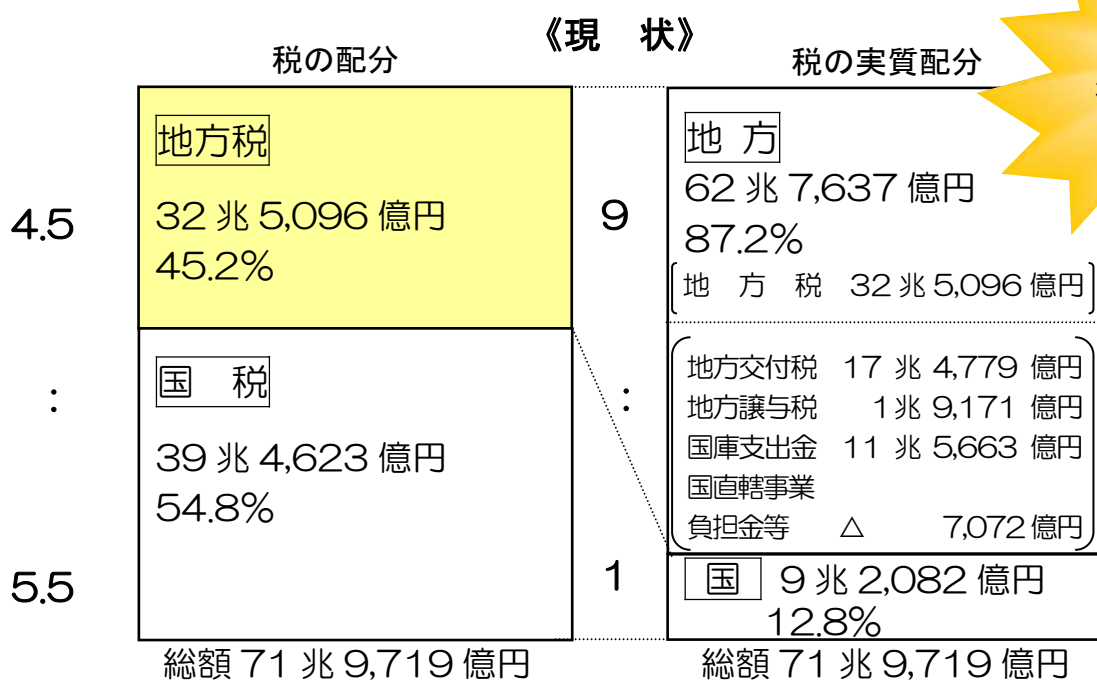 《現　状》
税の配分
税の実質配分
4.5
:
5.5
地方税
32 兆 5,096 億円
45.2%
国　税
39 兆 4,623 億円
54.8%
総額 71 兆 9,719 億円
9
:
1
地 方
62 兆 7,637 億円
87.2%
地　方　税　32 兆 5,096 億円
地方交付税　17 兆 4,779 億円
地方譲与税　1兆 9,171 億円
国庫支出金　11 兆 5,663 億円
国直轄事業
負担金等　△　7,072 億円
国　9 兆 2,082 億円
12.8%
総額 71 兆 9,719 億円